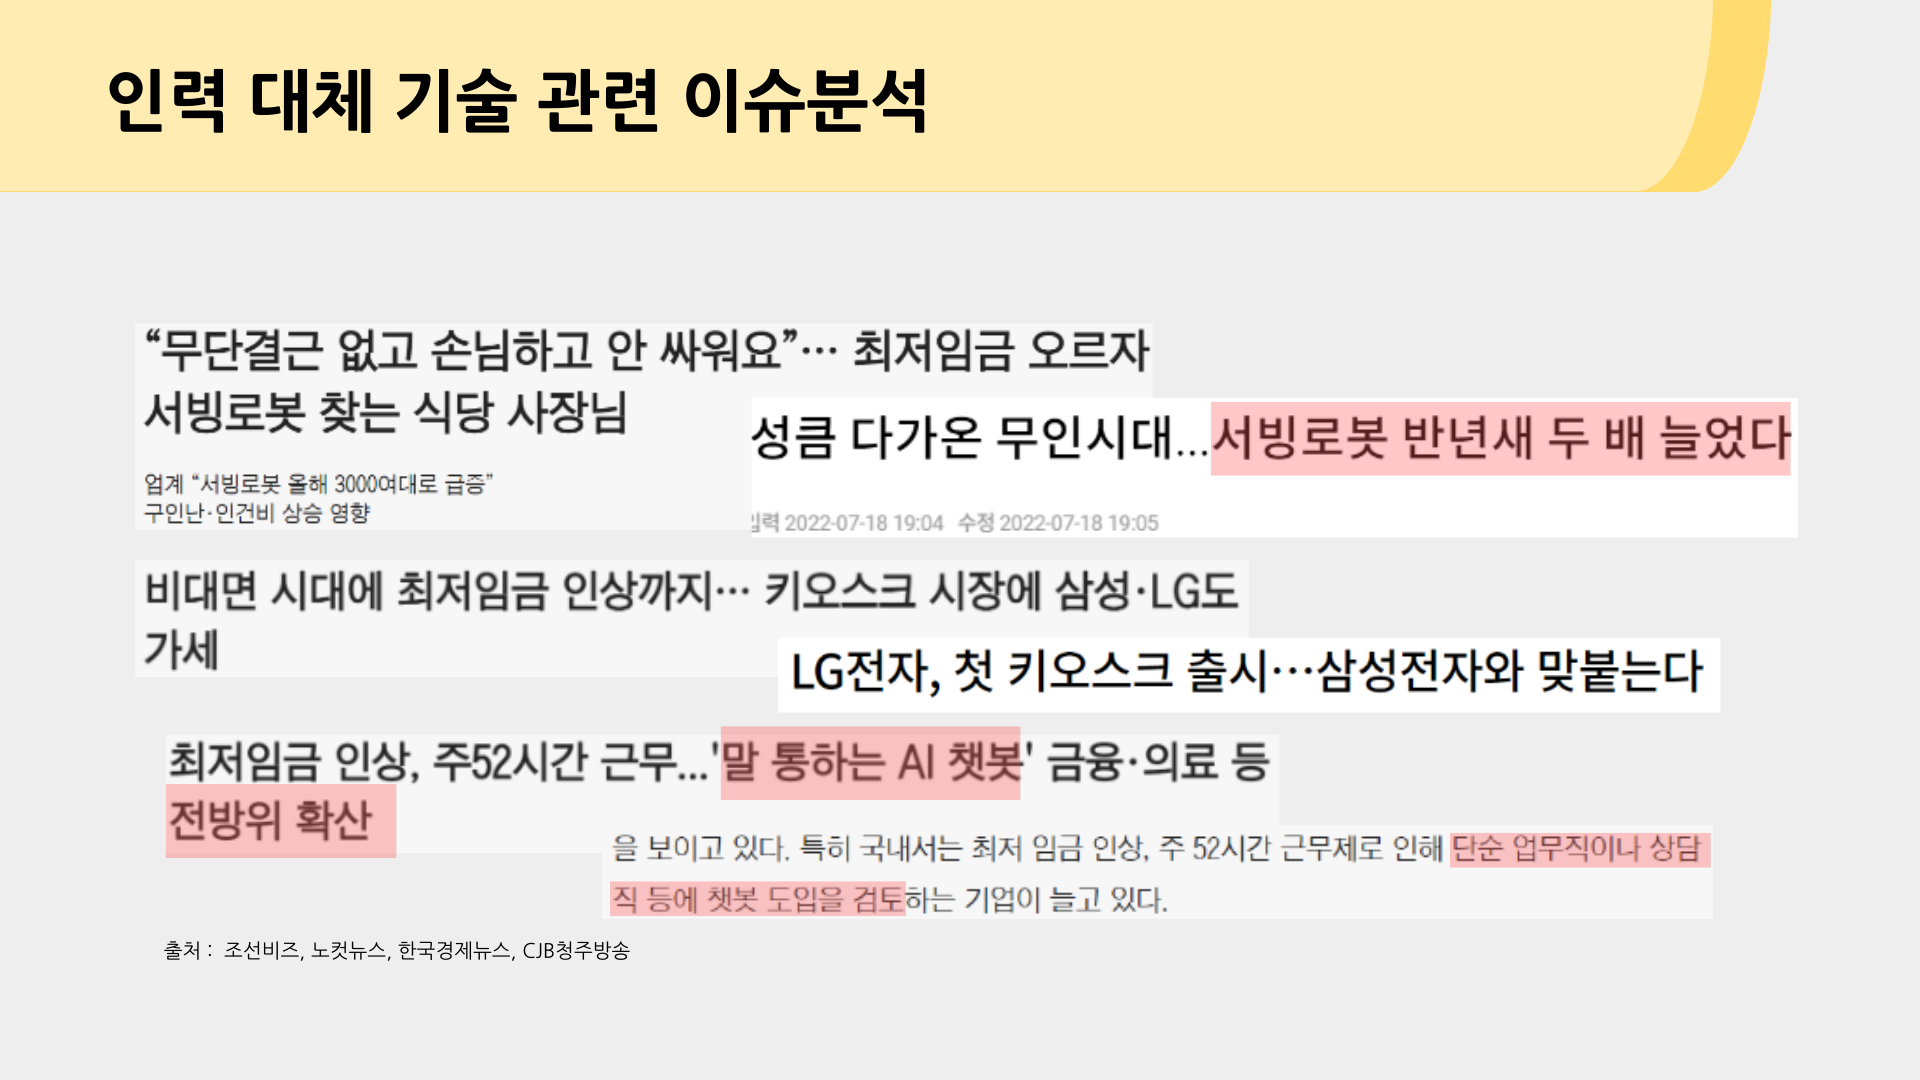 인력 대체 기술 관련 이슈분석
“무단결근 없고 손님하고 안 싸워요”… 최저임금 오르자
서빙로봇 찾는 식당 사장님
업계 “서빙로봇 올해 3000여대로 급증”
구인난·인건비 상승 영향
성큼 다가온 무인시대...서빙로봇 반년새 두 배 늘었다
입력 2022-07-18 19:04 수정 2022-07-18 19:05
비대면 시대에 최저임금 인상까지… 키오스크 시장에 삼성·LG도
가세
LG전자, 첫 키오스크 출시…삼성전자와 맞붙는다
최저임금 인상, 주52시간 근무...'말 통하는 AI 챗봇' 금융·의료 등
전방위 확산
을 보이고 있다. 특히 국내서는 최저 임금 인상, 주 52시간 근무제로 인해 단순 업무직이나 상담
직 등에 챗봇 도입을 검토하는 기업이 늘고 있다.
출처 : 조선비즈, 노컷뉴스, 한국경제뉴스, CJB청주방송